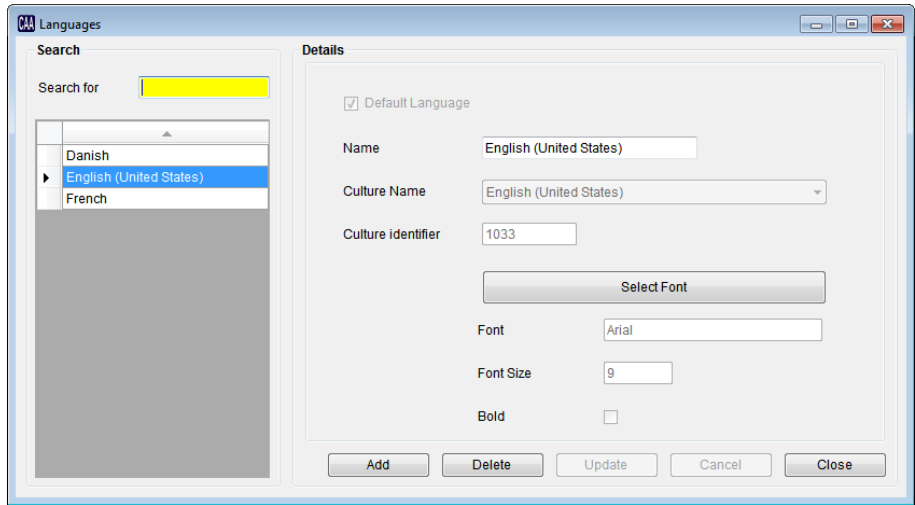 CAA Languages
Search
Search for
Danish
English (United States)
French
Details
Default Language
Name English (United States)
Culture Name English (United States)
Culture identifier 1033
Select Font
Font Arial
Font Size 9
Bold
Add Delete Update Cancel Close